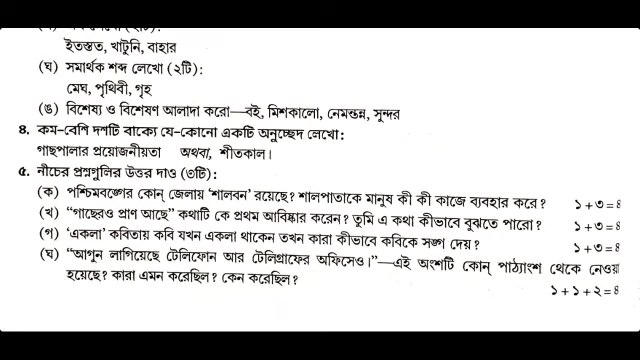 ইতস্তত, খাটুনি, বাহার
(ঘ) সমার্থক শব্দ লেখো (২টি):
মেঘ, পৃথিবী, গৃহ
(ঙ) বিশেষ্য ও বিশেষণ আলাদা করো—বই, মিশকালো, নেমন্তন্ন, সুন্দর
৪. কম-বেশি দশটি বাক্যে যে-কোনো একটি অনুচ্ছেদ লেখো:
গাছপালার প্রয়োজনীয়তা অথবা, শীতকাল।
৫. নীচের প্রশ্নগুলির উত্তর দাও (৩টি):
(ক) পশ্চিমবঙ্গের কোন্ জেলায় ‘শালবন’ রয়েছে? শালপাতাকে মানুষ কী কী কাজে ব্যবহার করে? ১+৩=৪
(খ) “গাছেরও প্রাণ আছে” কথাটি কে প্রথম আবিষ্কার করেন? তুমি এ কথা কীভাবে বুঝতে পারো? ১+৩=৪
(গ) ‘একলা’ কবিতায় কবি যখন একলা থাকেন তখন কারা কীভাবে কবিকে সঙ্গ দেয়? ১+৩=৪
(ঘ) “আগুন লাগিয়েছে টেলিফোন আর টেলিগ্রাফের অফিসেও।”—এই অংশটি কোন্ পাঠ্যাংশ থেকে নেওয়া
হয়েছে? কারা এমন করেছিল? কেন করেছিল? ১+১+২=৪